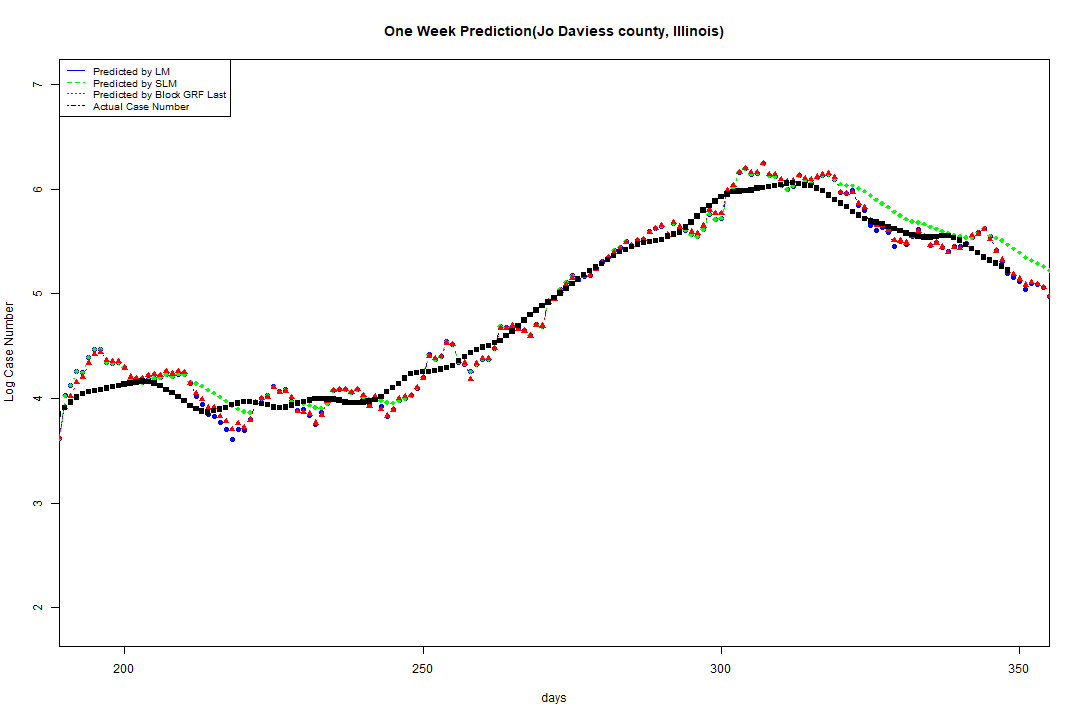 One Week Prediction(Jo Daviess county, Illinois)
Predicted by LM
Predicted by SLM
Predicted by Block GRF Last
Actual Case Number
7
6
5
4
3
2
Log Case Number
200 250 300 350
days